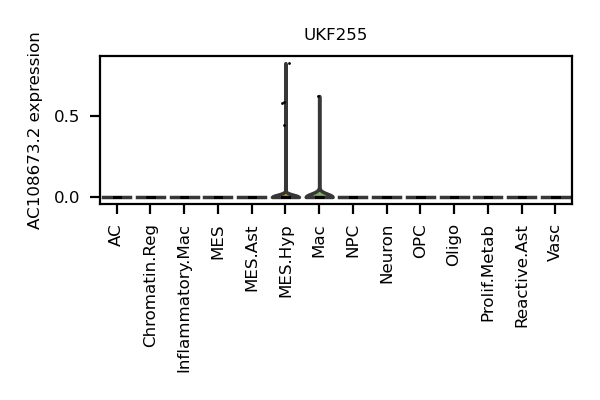 UKF255
AC108673.2 expression
0.5
0.0
AC
Chromatin.Reg
Inflammatory.Mac
MES
MES.Ast
MES.Hyp
Mac
NPC
Neuron
OPC
Oligo
Prolif.Metab
Reactive.Ast
Vasc